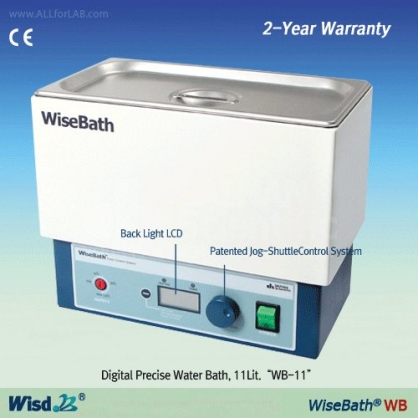 www.ALLforLAB.com
CE
2-Year Warranty
WiseBath
Back Light LCD
Patented Jog-ShuttleControl System
WiseBath®
Digital Precise Water Bath, 11Lit. “WB-11”
Wisd®
WiseBath® WB